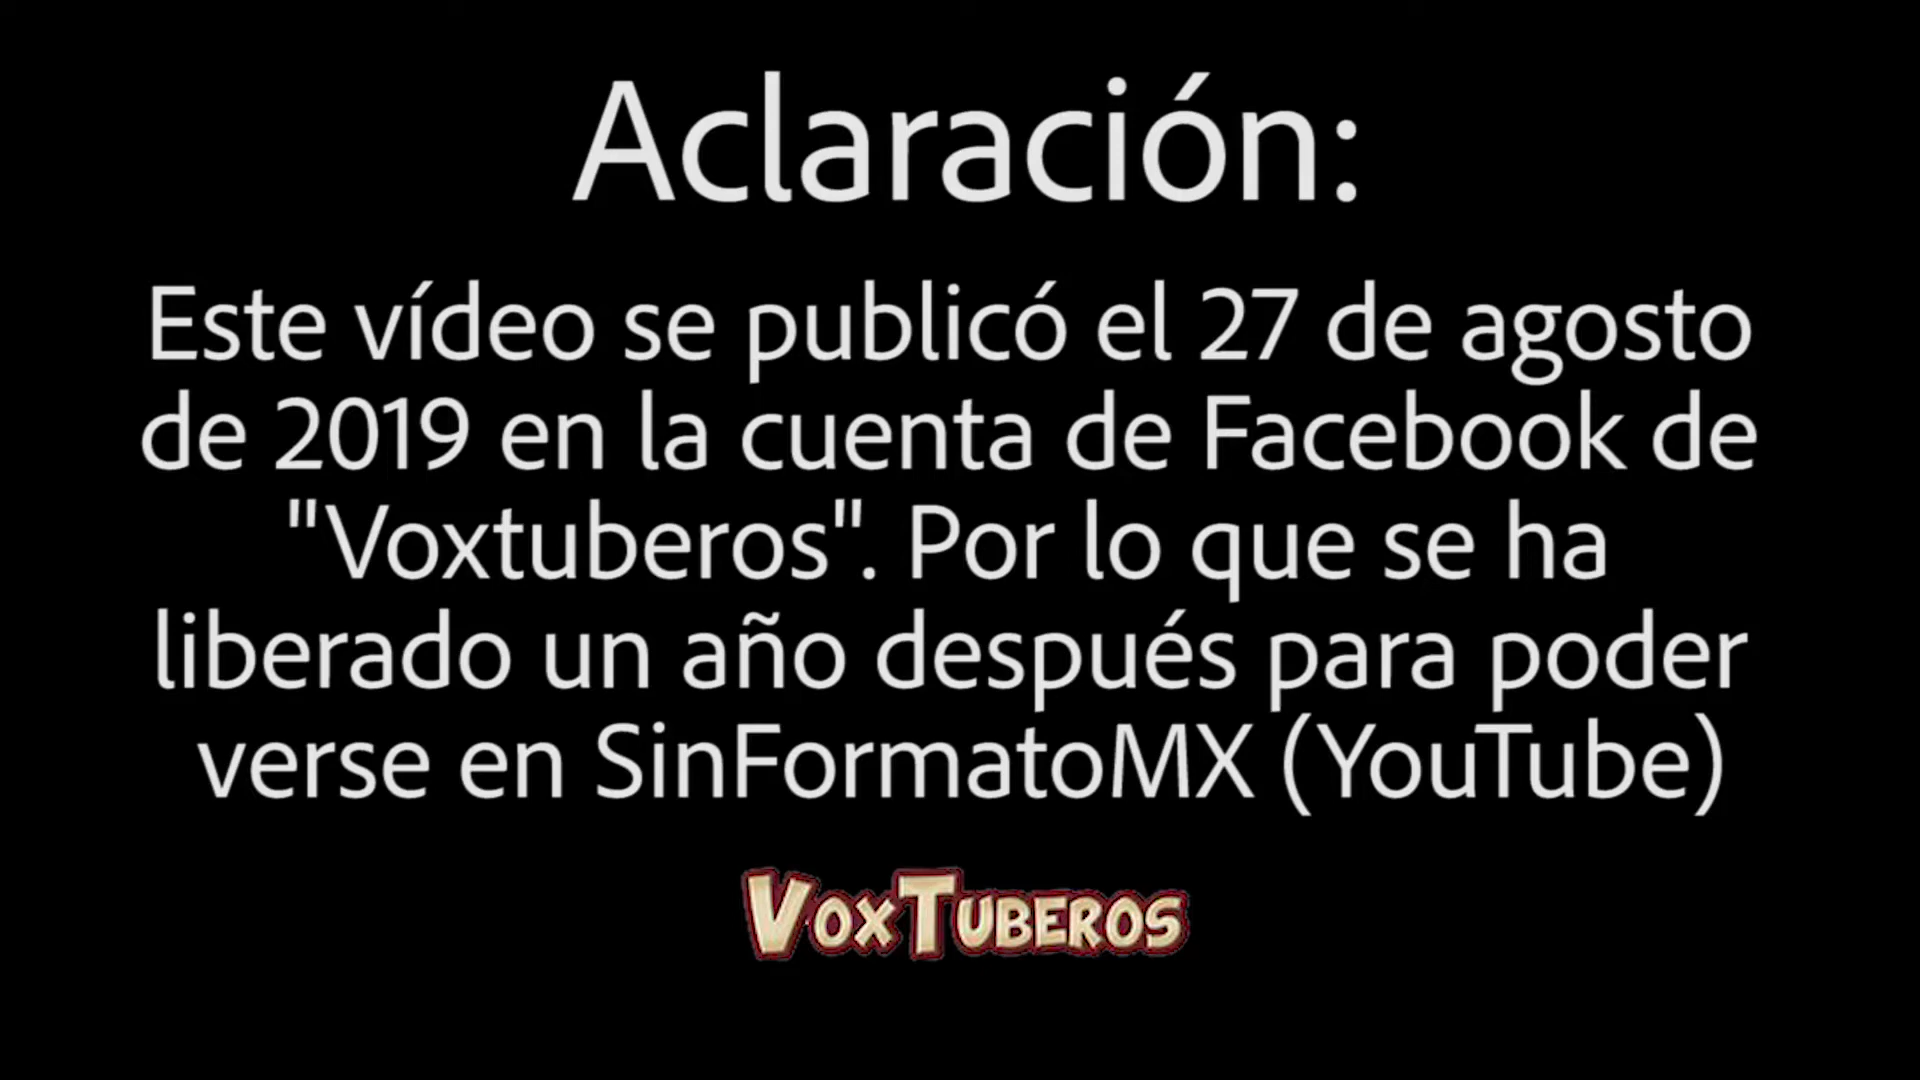 Aclaración:
Este vídeo se publicó el 27 de agosto
de 2019 en la cuenta de Facebook de
"Voxtuberos". Por lo que se ha
liberado un año después para poder
verse en SinFormatoMX (YouTube)
VOXTUBEROS